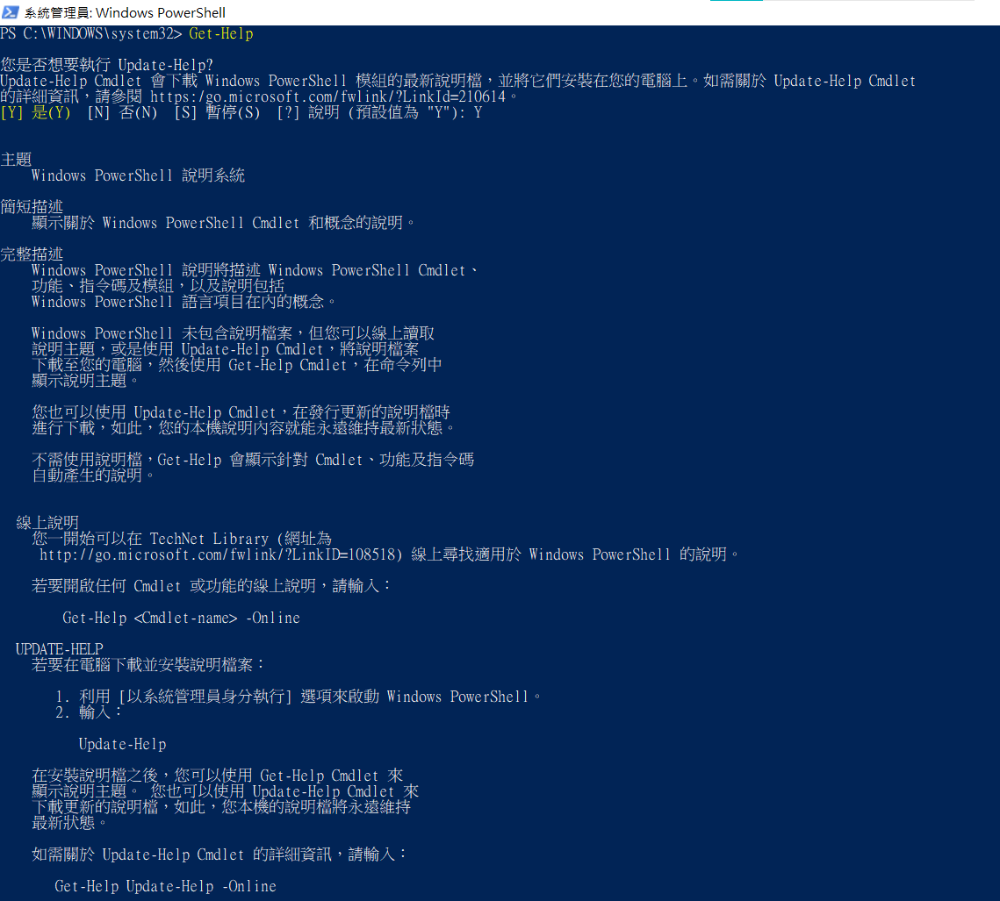 系統管理員: Windows PowerShell
PS C:\WINDOWS\system32> Get-Help
您是否想要執行 Update-Help?
Update-Help Cmdlet 會下載 Windows PowerShell 模組的最新說明檔，並將它們安裝在您的電腦上。如需關於 Update-Help Cmdlet
的詳細資訊，請參閱 https:/go.microsoft.com/fwlink/?LinkId=210614。
[Y] 是(Y)  [N] 否(N)  [S] 暫停(S)  [?] 說明 (預設值為 "Y"): Y
主題
Windows PowerShell 說明系統
簡短描述
顯示關於 Windows PowerShell Cmdlet 和概念的說明。
完整描述
Windows PowerShell 說明將描述 Windows PowerShell Cmdlet、
功能、指令碼及模組，以及說明包括
Windows PowerShell 語言項目在內的概念。
Windows PowerShell 未包含說明檔案，但您可以線上讀取
說明主題，或是使用 Update-Help Cmdlet，將說明檔案
下載至您的電腦，然後使用 Get-Help Cmdlet，在命令列中
顯示說明主題。
您也可以使用 Update-Help Cmdlet，在發行更新的說明檔時
進行下載，如此，您的本機說明內容就能永遠維持最新狀態。
不需使用說明檔，Get-Help 會顯示針對 Cmdlet、功能及指令碼
自動產生的說明。
線上說明
您一開始可以在 TechNet Library (網址為
http://go.microsoft.com/fwlink/?LinkID=108518) 線上尋找適用於 Windows PowerShell 的說明。
若要開啟任何 Cmdlet 或功能的線上說明，請輸入：
Get-Help <Cmdlet-name> -Online
UPDATE-HELP
若要在電腦下載並安裝說明檔案：
1. 利用 [以系統管理員身分執行] 選項來啟動 Windows PowerShell。
2. 輸入：
Update-Help
在安裝說明檔之後，您可以使用 Get-Help Cmdlet 來
顯示說明主題。 您也可以使用 Update-Help Cmdlet 來
下載更新的說明檔，如此，您本機的說明檔將永遠維持
最新狀態。
如需關於 Update-Help Cmdlet 的詳細資訊，請輸入：
Get-Help Update-Help -Online